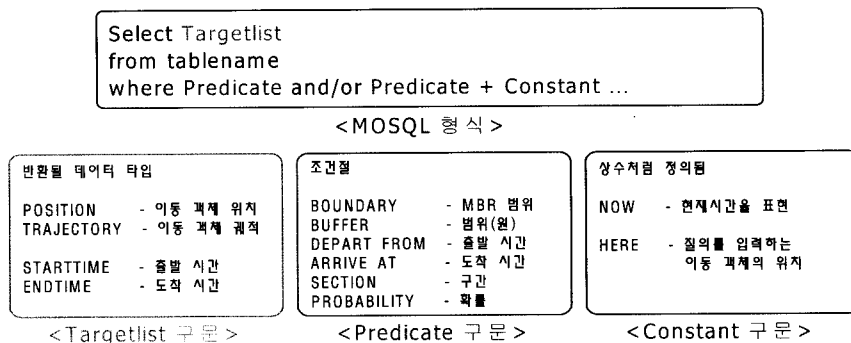 Select Targetlist
from tablename
where Predicate and/or Predicate + Constant ...
<MOSQL 형식>
반환될 데이터 타입
POSITION - 이동 객체 위치
TRAJECTORY - 이동 객체 궤적
STARTTIME - 출발 시간
ENDTIME - 도착 시간
<Targetlist 구문>
조건절
BOUNDARY - MBR 범위
BUFFER - 범위(원)
DEPART FROM - 출발 시간
ARRIVE AT - 도착 시간
SECTION - 구간
PROBABILITY - 확률
<Predicate 구문>
상수처럼 정의됨
NOW - 현재시간을 표현
HERE - 질의를 입력하는
이동 객체의 위치
<Constant 구문>